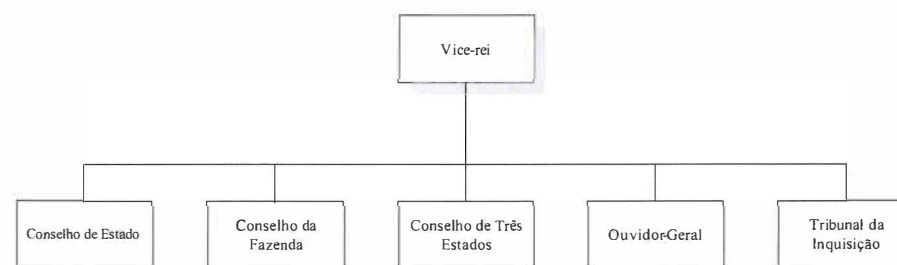 Vice-rei
Conselho de Estado
Conselho da
Fazenda
Conselho de Três
Estados
Ouvidor-Geral
Tribunal da
Inquisição